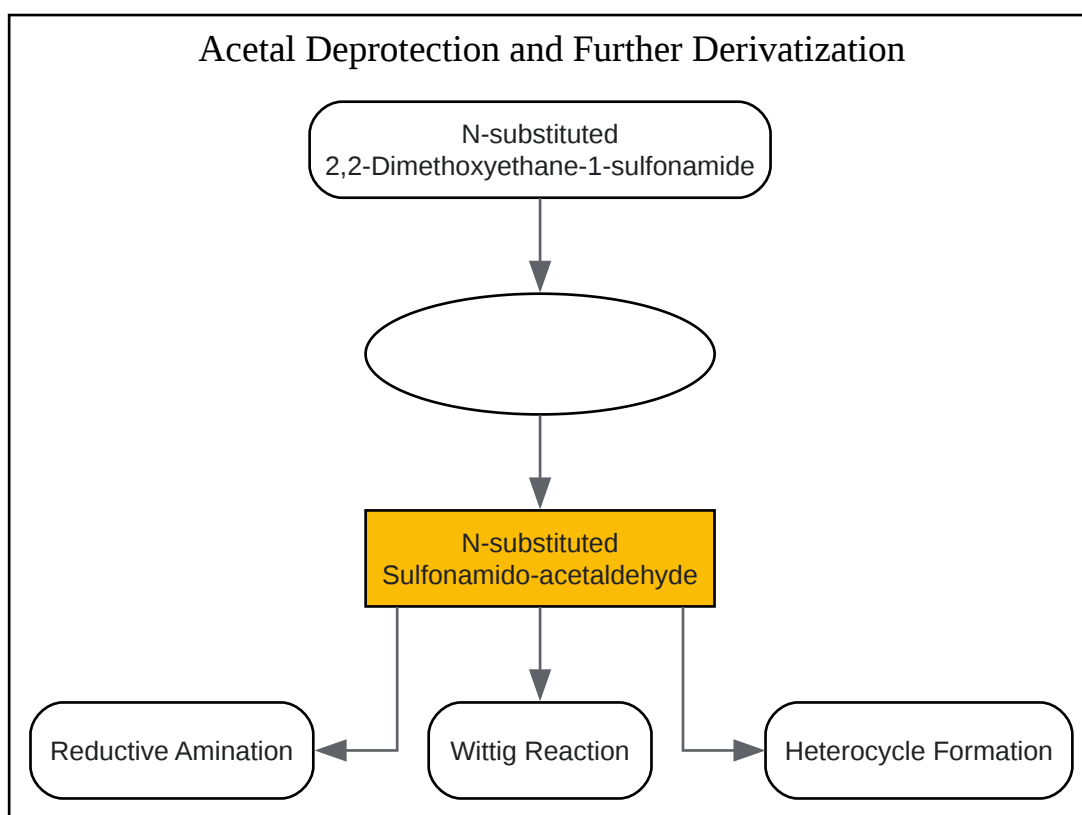 Acetal Deprotection and Further Derivatization
N-substituted
2,2-Dimethoxyethane-1-sulfonamide
N-substituted
Sulfonamido-acetaldehyde
Reductive Amination
Wittig Reaction
Heterocycle Formation